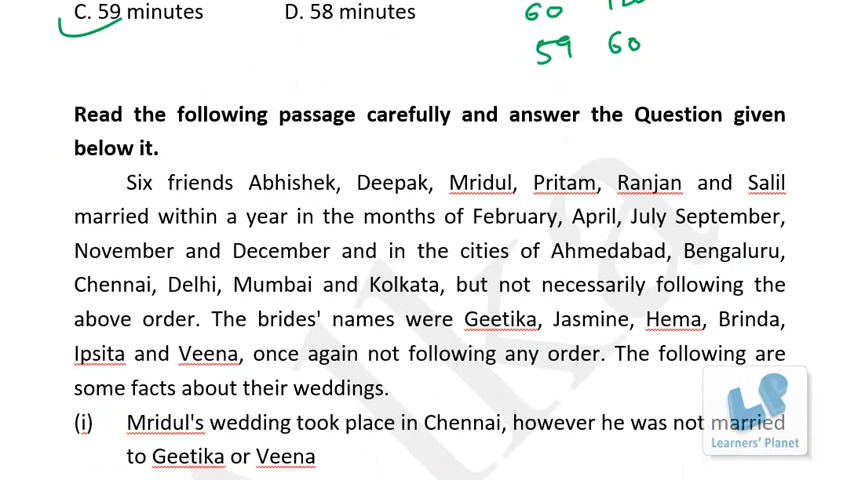 C. 59 minutes D. 58 minutes
60
59 60
Read the following passage carefully and answer the Question given
below it.
Six friends Abhishek, Deepak, Mridul, Pritam, Ranjan and Salil
married within a year in the months of February, April, July September,
November and December and in the cities of Ahmedabad, Bengaluru,
Chennai, Delhi, Mumbai and Kolkata, but not necessarily following the
above order. The brides' names were Geetika, Jasmine, Hema, Brinda,
Ipsita and Veena, once again not following any order. The following are
some facts about their weddings.
(i) Mridul's wedding took place in Chennai, however he was not married
to Geetika or Veena
LP
Learners' Planet